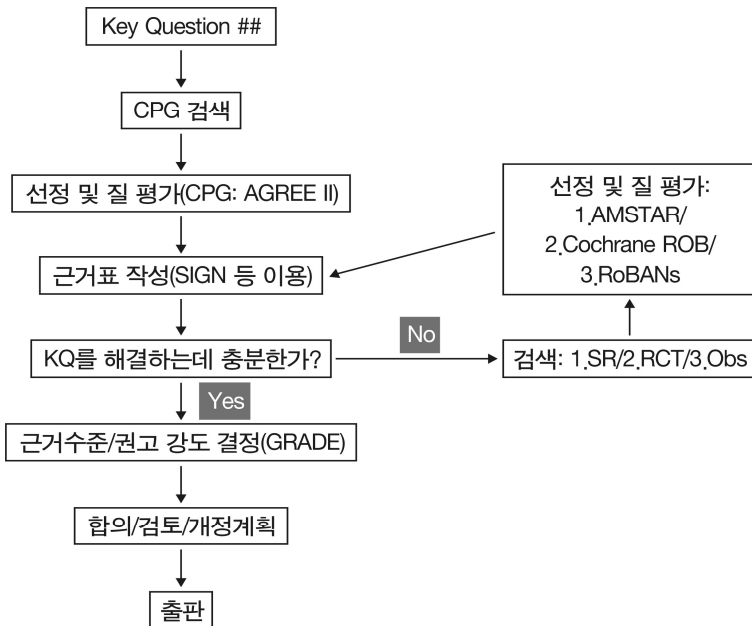 Key Question ##
CPG 검색
선정 및 질 평가(CPG: AGREE II)
근거표 작성(SIGN 등 이용)
KQ를 해결하는데 충분한가?
No
검색: 1.SR/2.RCT/3.Obs
선정 및 질 평가:
1.AMSTAR/
2.Cochrane ROB/
3.RoBANs
Yes
근거수준/권고 강도 결정(GRADE)
합의/검토/개정계획
출판